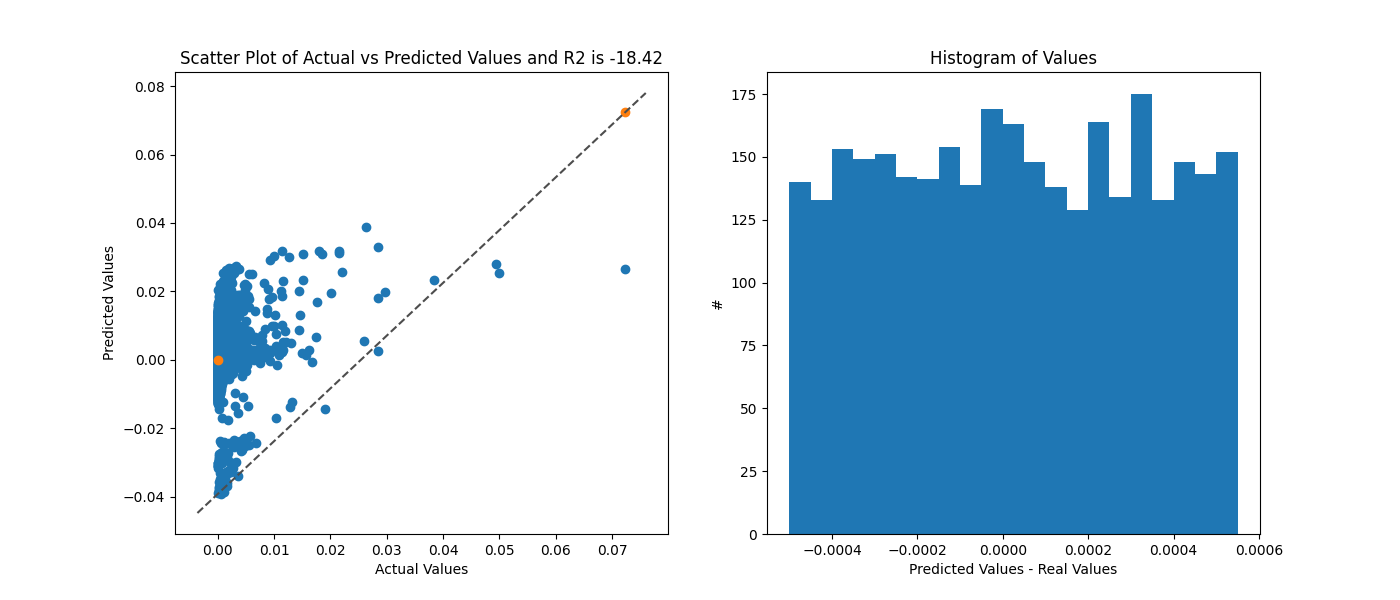 Scatter Plot of Actual vs Predicted Values and R2 is -18.42
0.08
0.06
0.04
0.02
0.00
−0.02
−0.04
Predicted Values
0.00 0.01 0.02 0.03 0.04 0.05 0.06 0.07
Actual Values
Histogram of Values
175
150
125
100
75
50
25
0
#
−0.0004 −0.0002 0.0000 0.0002 0.0004 0.0006
Predicted Values - Real Values